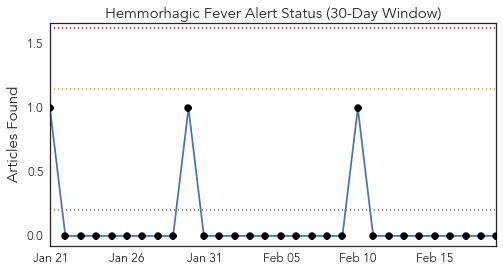 Hemmorhagic Fever Alert Status (30-Day Window)
Articles Found
1.5
1.0
0.5
0.0
Jan 21 Jan 26 Jan 31 Feb 05 Feb 10 Feb 15